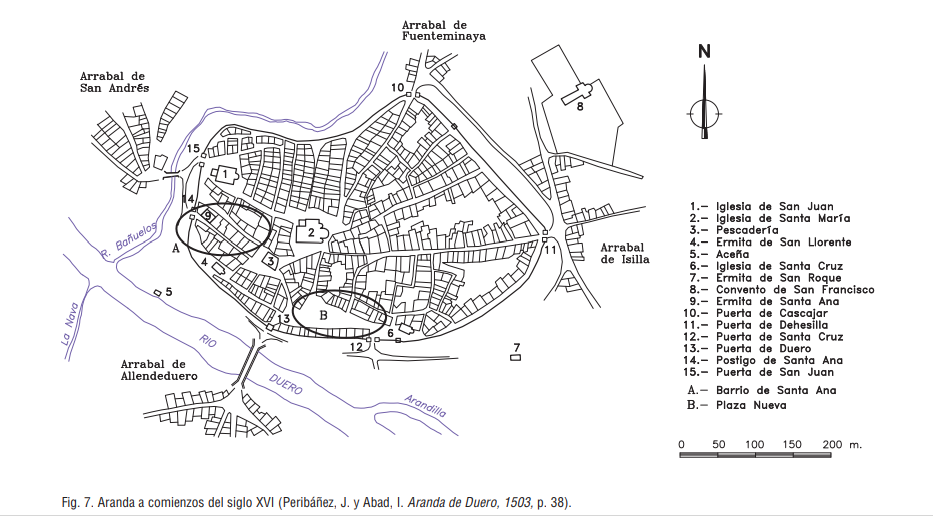 Arrabal de
Fuenteminaya
Arrabal de
San Andrés
N
10
8
15
1
14
9
2
A
R. Bañuelos
3
4
11
Arrabal
de Isilla
5
B
13
6
12
7
La Nava
RIO
DUERO
Arandilla
Arrabal de
Allendeduero
1.- Iglesia de San Juan
2.- Iglesia de Santa María
3.- Pescadería
4.- Ermita de San Llorente
5.- Aceña
6.- Iglesia de Santa Cruz
7.- Ermita de San Roque
8.- Convento de San Francisco
9.- Ermita de Santa Ana
10.- Puerta de Cascajar
11.- Puerta de Dehesilla
12.- Puerta de Santa Cruz
13.- Puerta de Duero
14.- Postigo de Santa Ana
15.- Puerta de San Juan
A.- Barrio de Santa Ana
B.- Plaza Nueva
0 50 100 150 200 m.
Fig. 7. Aranda a comienzos del siglo XVI (Peribáñez, J. y Abad, I. Aranda de Duero, 1503, p. 38).